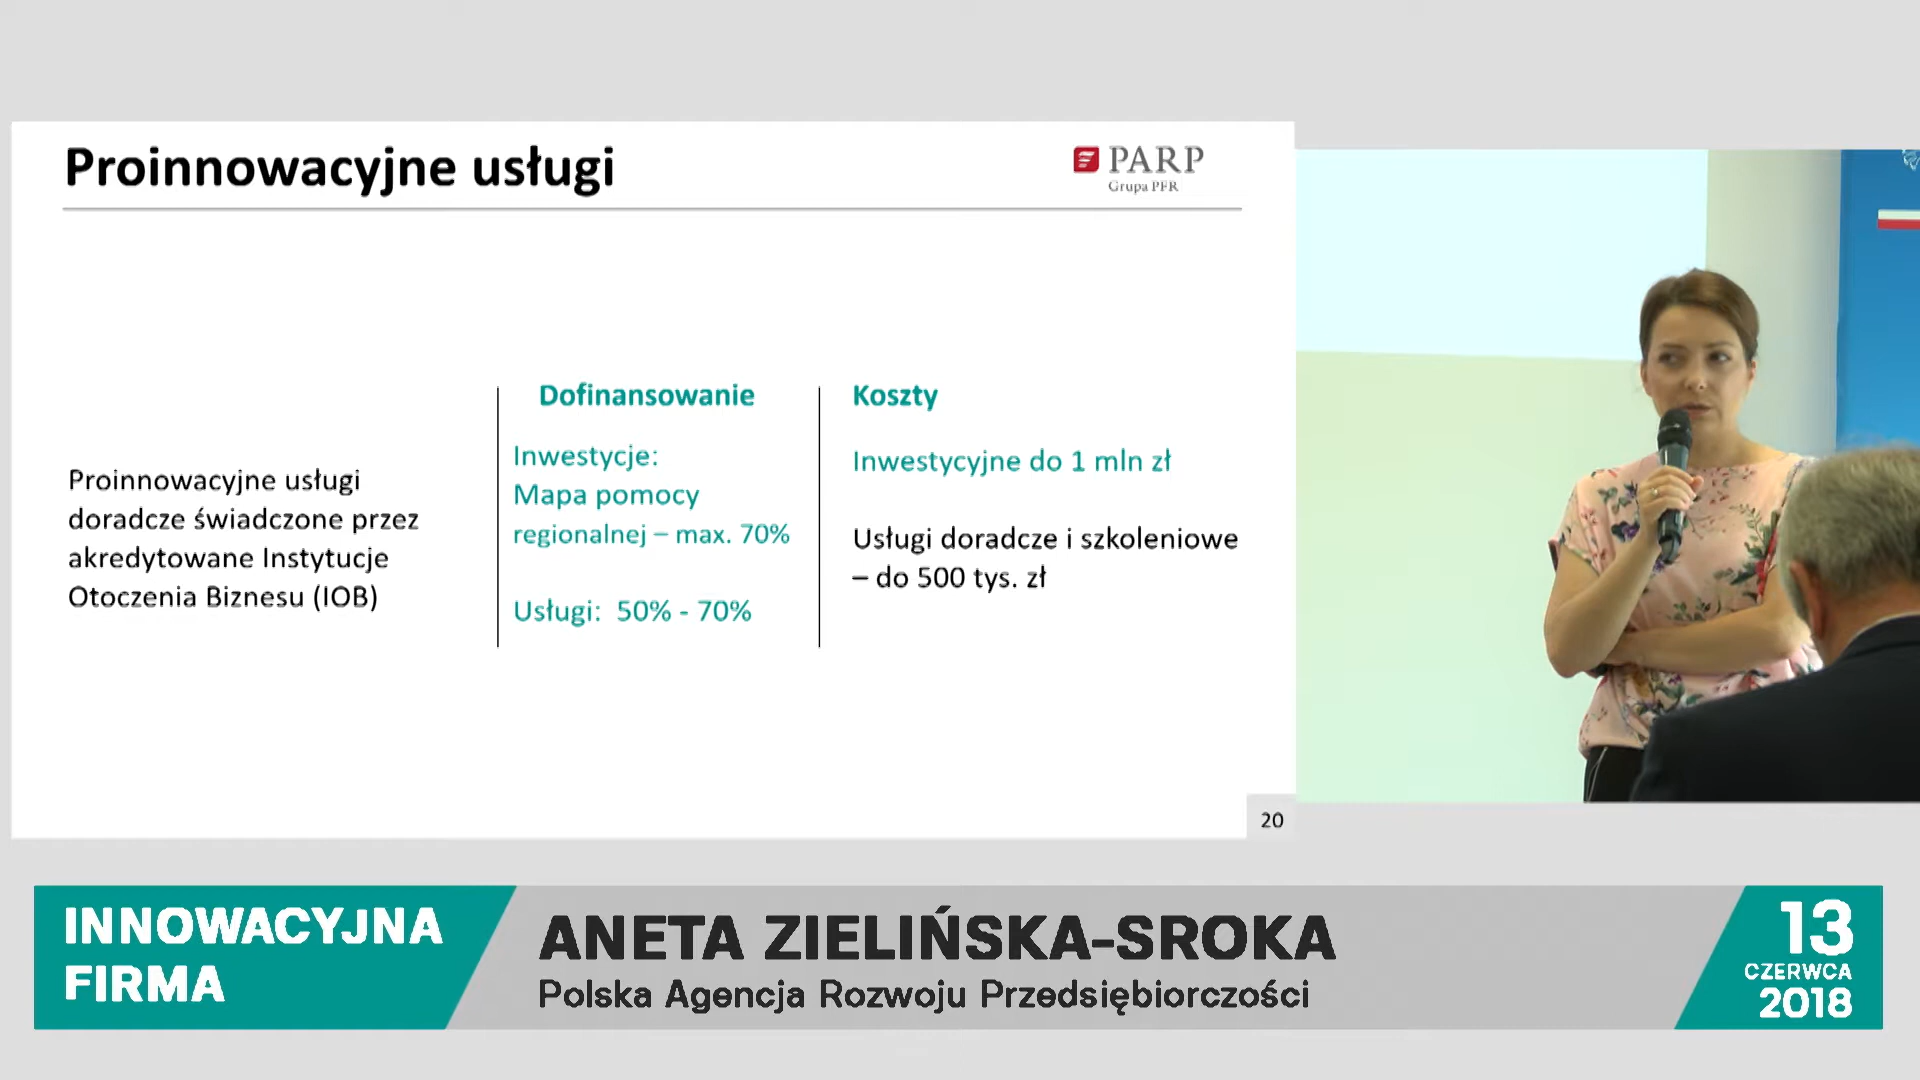 Proinnowacyjne usługi
PARP
Grupa PFR
Proinnowacyjne usługi
doradcze świadczone przez
akredytowane Instytucje
Otoczenia Biznesu (IOB)
Dofinansowanie
Inwestycje:
Mapa pomocy
regionalnej – max. 70%
Usługi: 50% - 70%
Koszty
Inwestycyjne do 1 mln zł
Usługi doradcze i szkoleniowe
– do 500 tys. zł
20
INNOWACYJNA
FIRMA
ANETA ZIELIŃSKA-SROKA
Polska Agencja Rozwoju Przedsiębiorczości
13
CZERWCA
2018